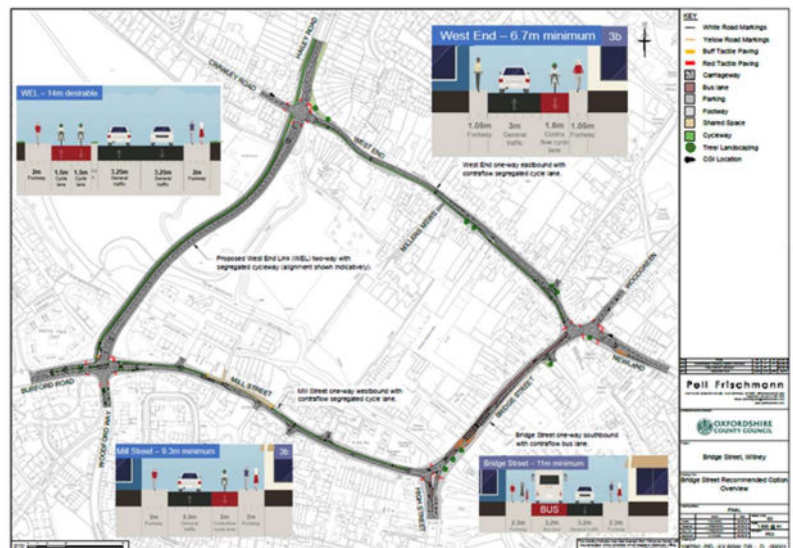 HAILEY ROAD
CRAWLEY ROAD
WEL – 14m desirable
2m
Footway
1.5m
Cycle
lane
1.5m
Cycle
lane
3.25m
General
traffic
3.25m
General
traffic
2m
Footway
West End – 6.7m minimum
3b
1.05m
Footway
3m
General
traffic
1.6m
Contra
flow cycle
lane
1.05m
Footway
WEST END
West End one-way eastbound with
contraflow segregated cycle lane.
Proposed West End Link (WEL) two-way with
segregated cycleway (alignment shown indicatively).
WOODGREEN
NEWLAND
BURFORD ROAD
WOODFORD WAY
MILL STREET
Mill Street one-way westbound with
contraflow segregated cycle lane.
BRIDGE STREET
Bridge Street one-way southbound
with contraflow bus lane.
HIGH STREET
Mill Street – 9.3m minimum
3b
2m
Footway
General
traffic
2m
Contraflow
cycle lane
2m
Footway
Bridge Street – 11m minimum
BUS
2.3m
Footway
3.2m
Bus lane
3.2m
General traffic
2.3m
Footway
KEY
White Road Markings
Yellow Road Markings
Buff Tactile Paving
Red Tactile Paving
Carriageway
Bus lane
Parking
Footway
Shared Space
Cycleway
Tree/ Landscaping
CGI Location
Pell Frischmann
OXFORDSHIRE
COUNTY COUNCIL
Bridge Street, Witney
Bridge Street Recommended Option
Overview
FINAL